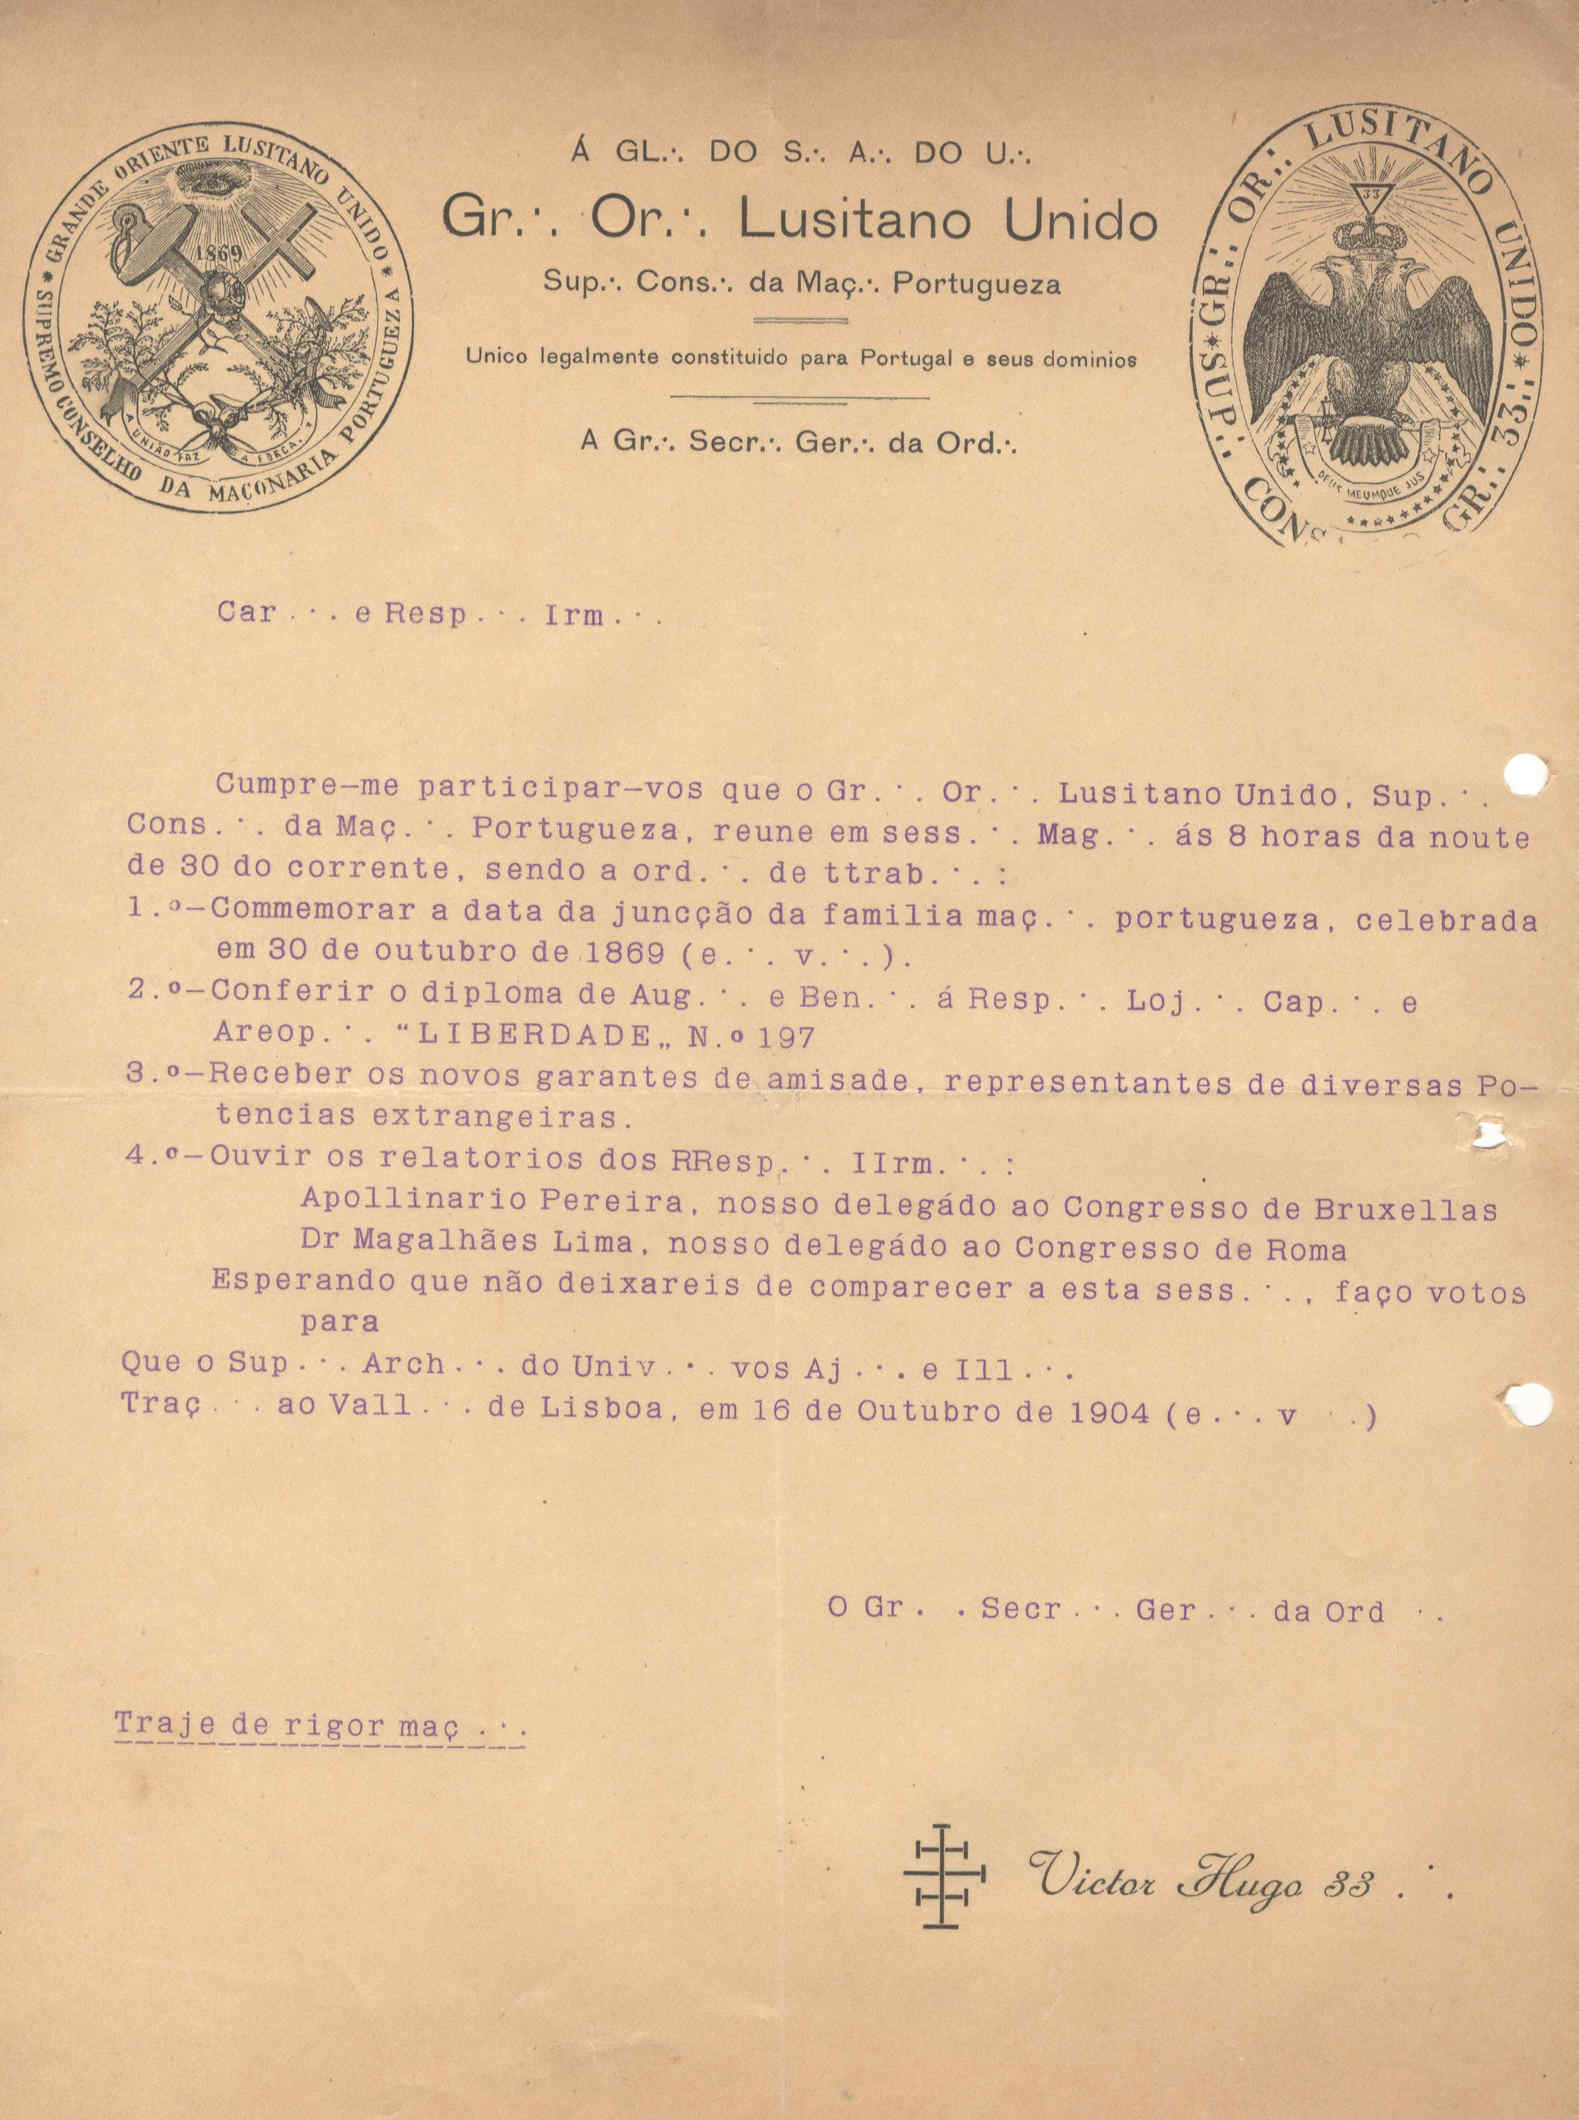 GRANDE ORIENTE LUSITANO UNIDO
SUPREMO CONSELHO DA MAÇONARIA PORTUGUEZA
1869
A UNIÃO FAZ A FORÇA.
Á GL.∴ DO S.∴ A.∴ DO U.∴
Gr.∴ Or.∴ Lusitano Unido
Sup.∴ Cons.∴ da Maç.∴ Portugueza
Unico legalmente constituido para Portugal e seus dominios
A Gr.∴ Secr.∴ Ger.∴ da Ord.∴
SUP∴ CONS GR∴ 33∴
GR∴ OR∴ LUSITANO UNIDO
33
DEUX MEUMQUE JUS
Car.∴ e Resp.∴ Irm.∴
Cumpre—me participar—vos que o Gr.∴ Or.∴ Lusitano Unido, Sup.∴
Cons.∴ da Maç.∴ Portugueza, reune em sess.∴ Mag.∴ ás 8 horas da noute
de 30 do corrente, sendo a ord.∴ de ttrab.∴:
1.º—Commemorar a data da juncção da familia maç.∴ portugueza, celebrada
em 30 de outubro de 1869 (e.∴ v.∴).
2.º—Conferir o diploma de Aug.∴ e Ben.∴ á Resp.∴ Loj.∴ Cap.∴ e
Areop.∴ “LIBERDADE„ N.º 197
3.º—Receber os novos garantes de amisade, representantes de diversas Po—
tencias extrangeiras.
4.º—Ouvir os relatorios dos RResp.∴ IIrm.∴:
Apollinario Pereira, nosso delegádo ao Congresso de Bruxellas
Dr Magalhães Lima, nosso delegádo ao Congresso de Roma
Esperando que não deixareis de comparecer a esta sess.∴, faço votos
para
Que o Sup.∴ Arch.∴ do Univ.∴ vos Aj.∴ e Ill.∴
Traç.∴ ao Vall.∴ de Lisboa, em 16 de Outubro de 1904 (e.∴ v ∴)
O Gr. . Secr.∴ Ger.∴ da Ord ∴
Traje de rigor maç.∴
Victor Hugo 33.∴